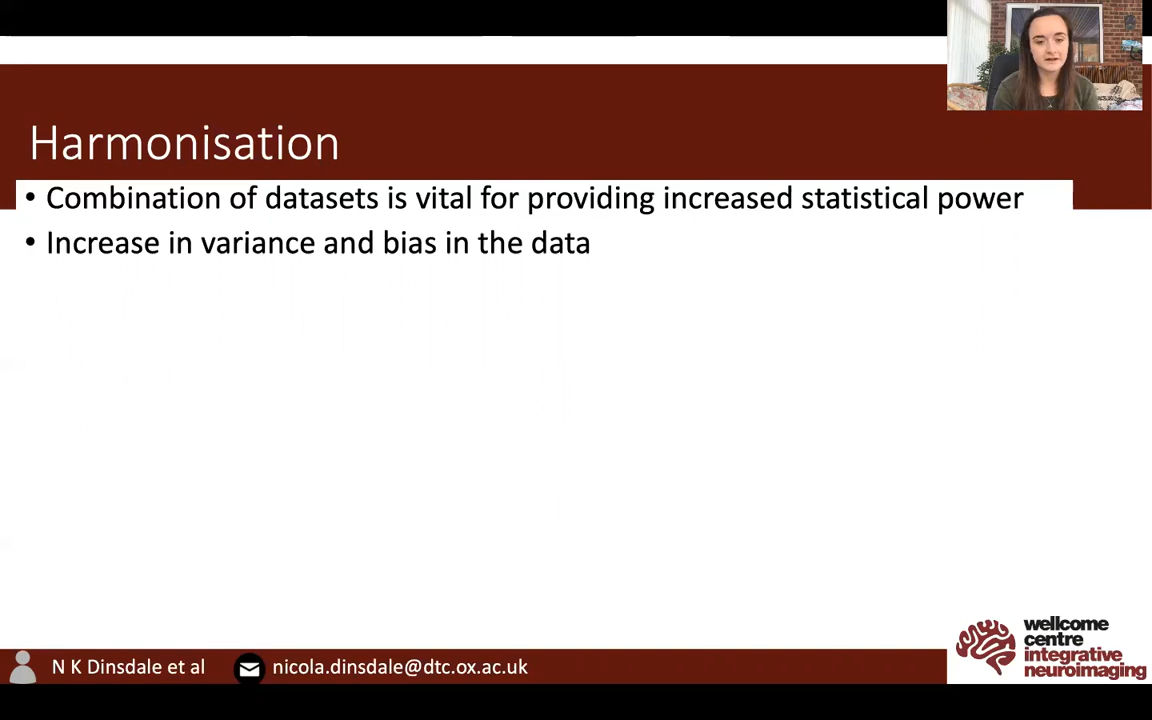 Harmonisation
• Combination of datasets is vital for providing increased statistical power
• Increase in variance and bias in the data
N K Dinsdale et al
nicola.dinsdale@dtc.ox.ac.uk
wellcome
centre
integrative
neuroimaging